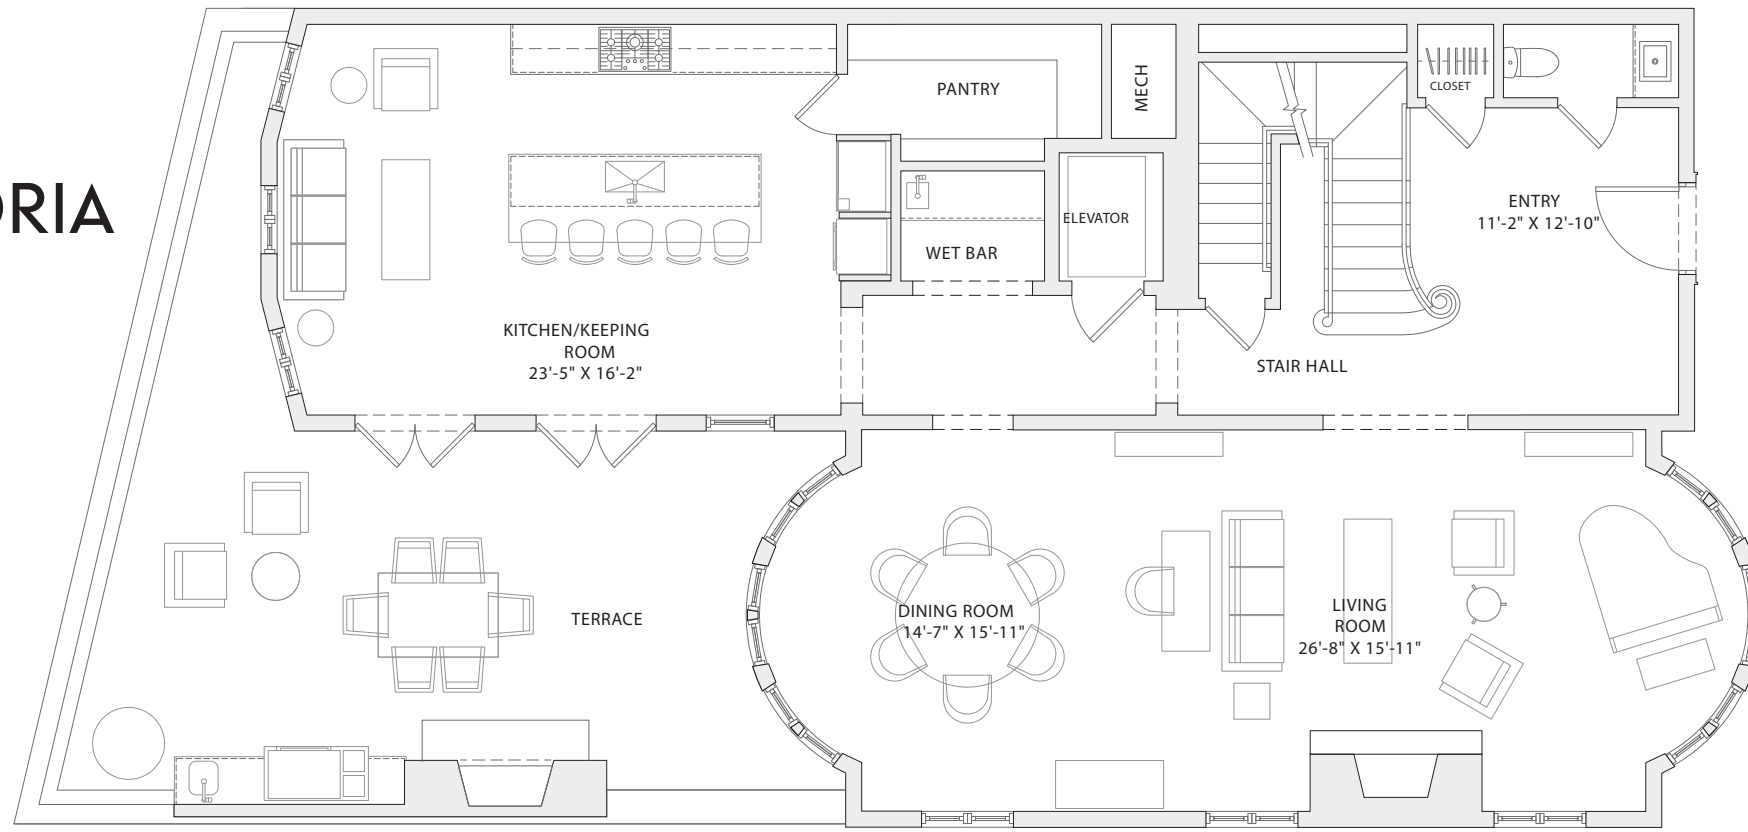 ORIA
PANTRY
MECH
CLOSET
ENTRY
11'-2" X 12'-10"
ELEVATOR
WET BAR
KITCHEN/KEEPING
ROOM
23'-5" X 16'-2"
STAIR HALL
TERRACE
DINING ROOM
14'-7" X 15'-11"
LIVING
ROOM
26'-8" X 15'-11"